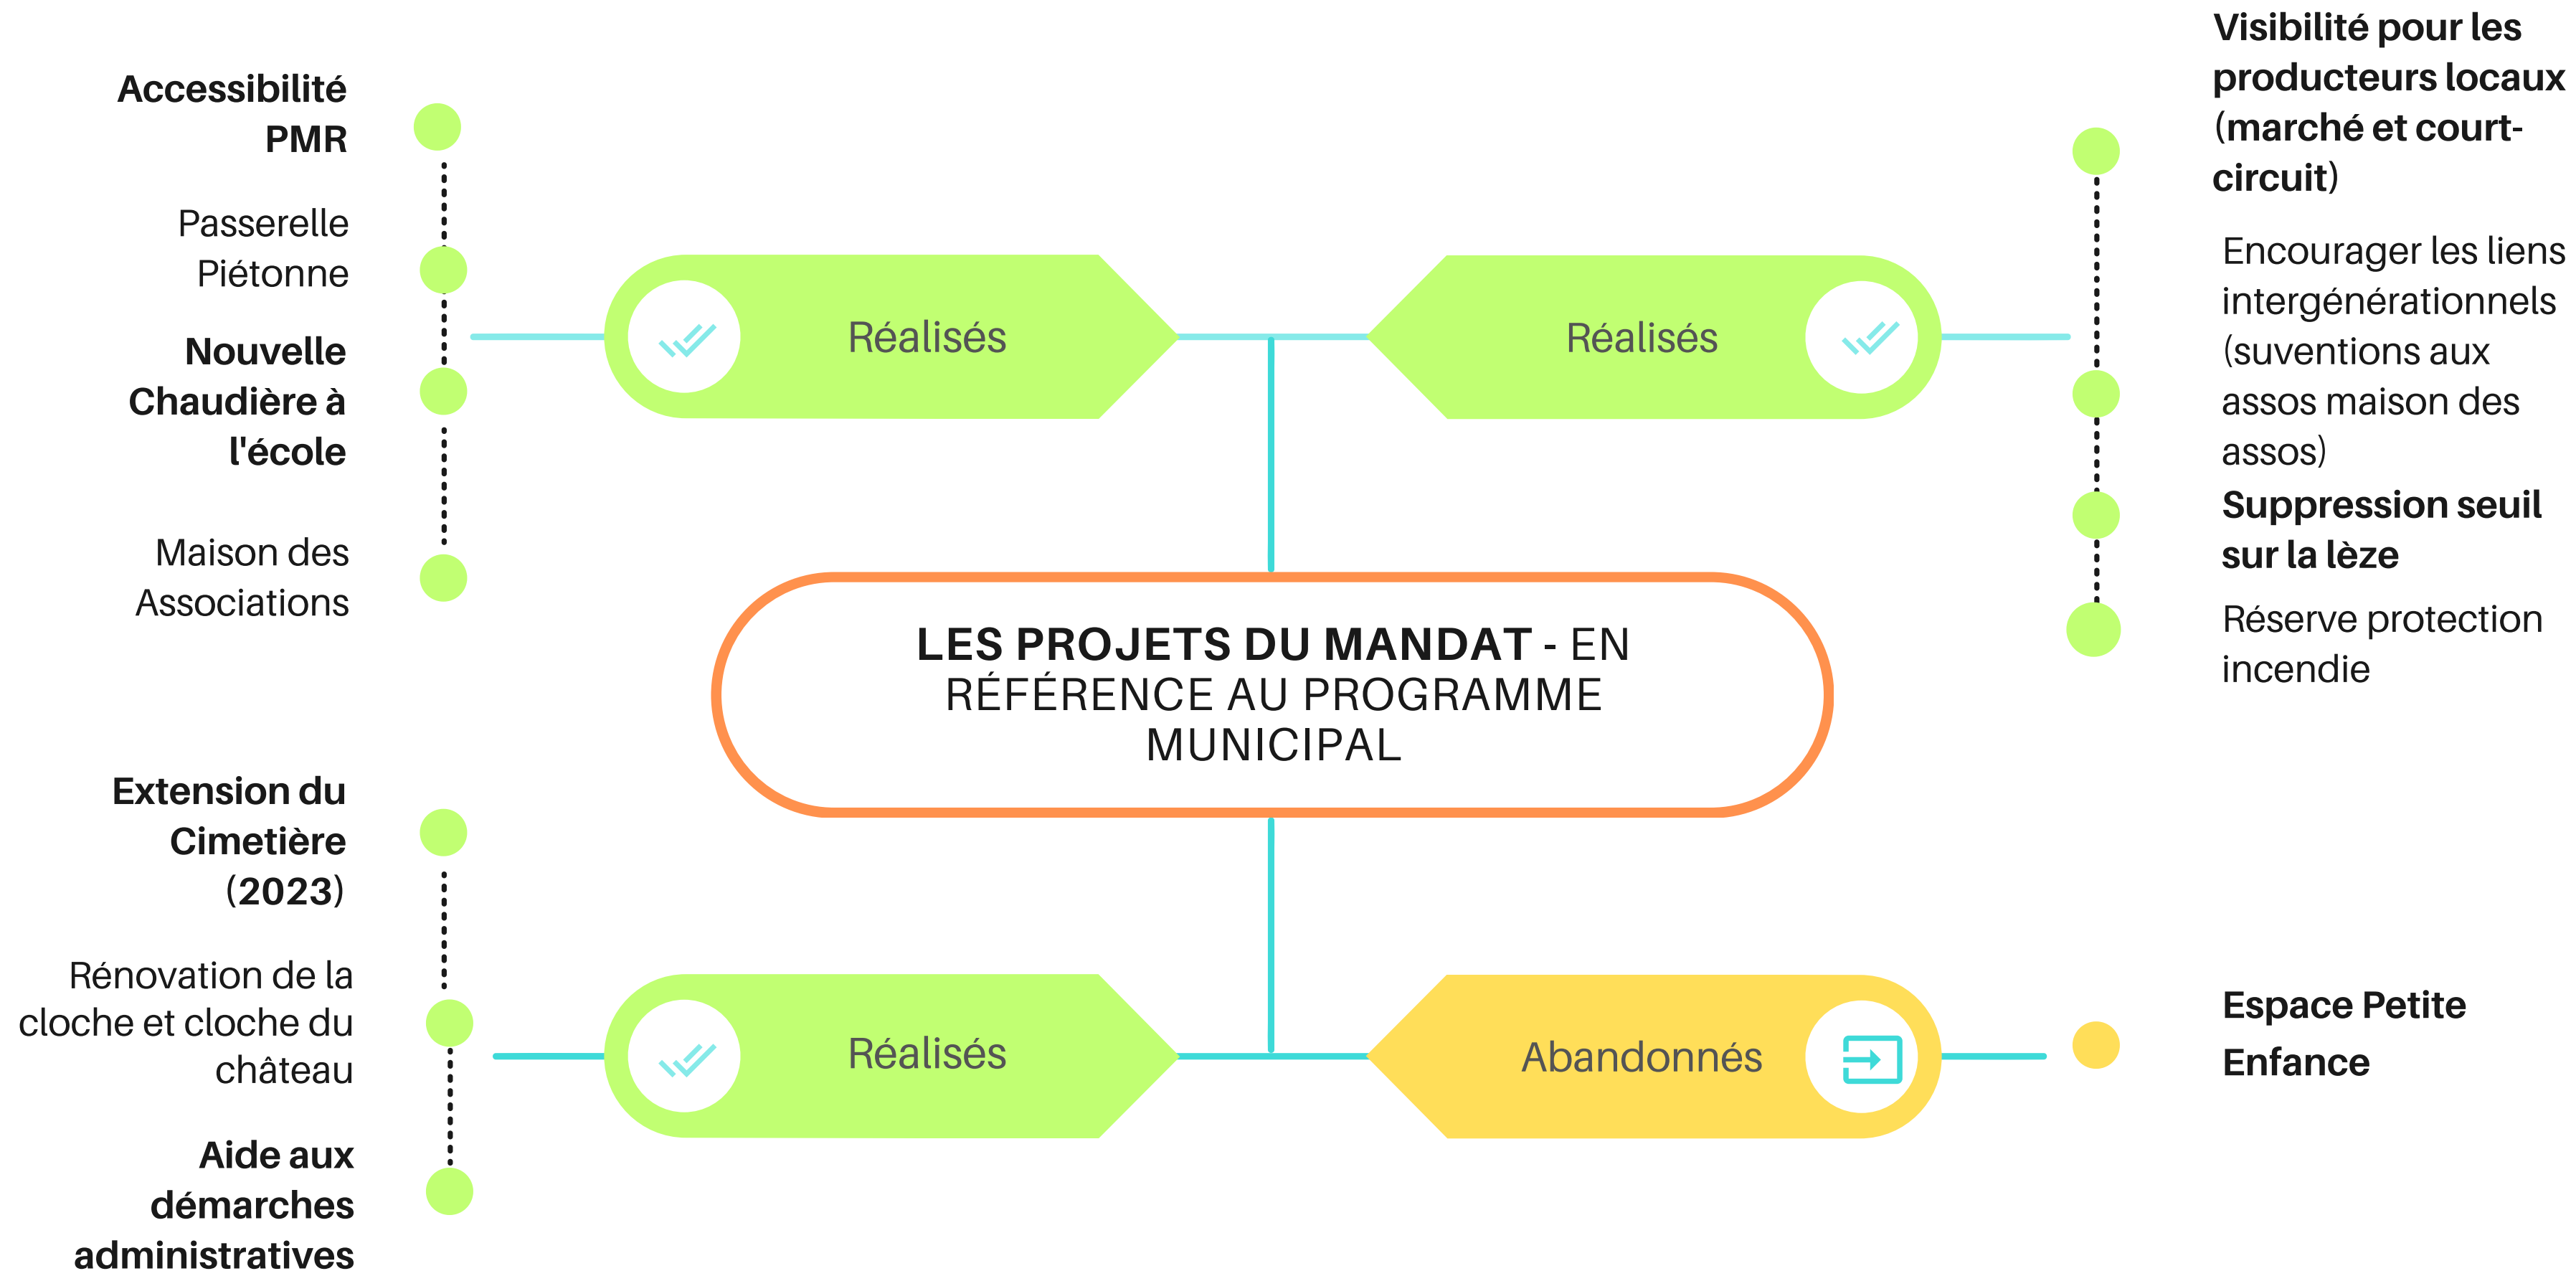 Accessibilité
PMR
Passerelle
Piétonne
Nouvelle
Chaudière à
l'école
Maison des
Associations
Réalisés
Réalisés
Visibilité pour les
producteurs locaux
(marché et court-
circuit)
Encourager les liens
intergénérationnels
(suventions aux
assos maison des
assos)
Suppression seuil
sur la lèze
Réserve protection
incendie
LES PROJETS DU MANDAT - EN
RÉFÉRENCE AU PROGRAMME
MUNICIPAL
Extension du
Cimetière
(2023)
Rénovation de la
cloche et cloche du
château
Aide aux
démarches
administratives
Réalisés
Abandonnés
Espace Petite
Enfance